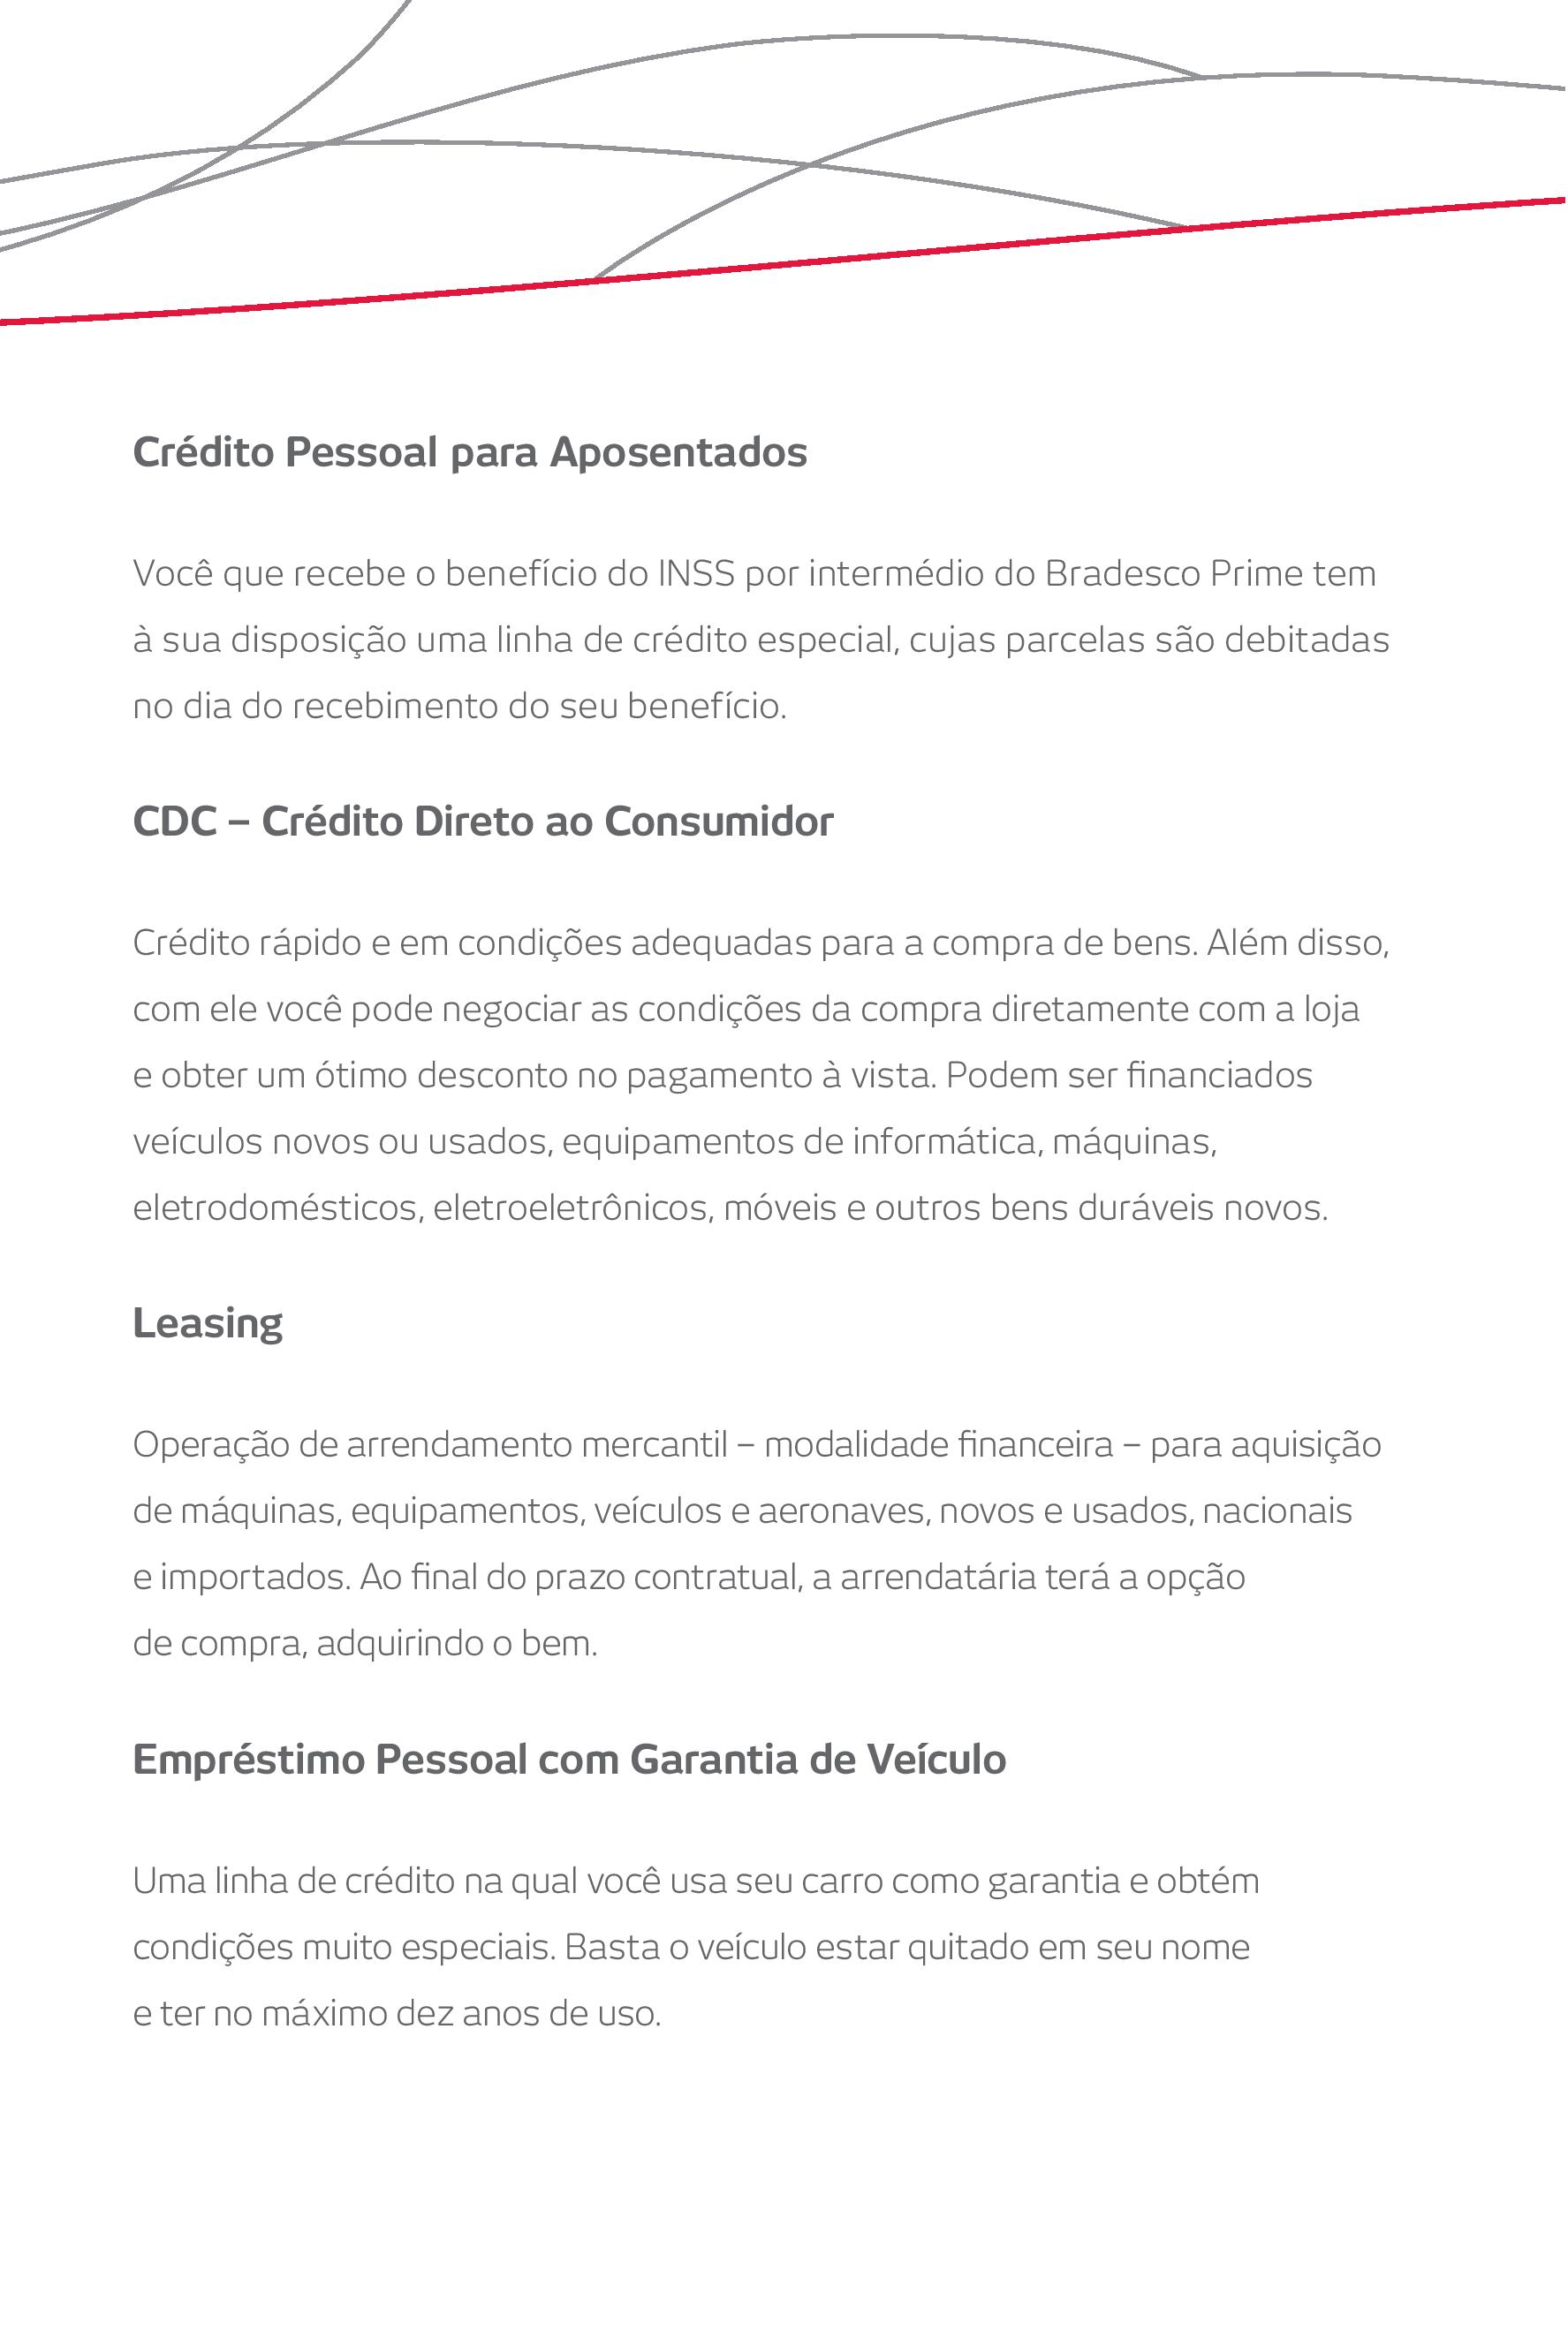 Crédito Pessoal para Aposentados
Você que recebe o benefício do INSS por intermédio do Bradesco Prime tem
à sua disposição uma linha de crédito especial, cujas parcelas são debitadas
no dia do recebimento do seu benefício.
CDC – Crédito Direto ao Consumidor
Crédito rápido e em condições adequadas para a compra de bens. Além disso,
com ele você pode negociar as condições da compra diretamente com a loja
e obter um ótimo desconto no pagamento à vista. Podem ser financiados
veículos novos ou usados, equipamentos de informática, máquinas,
eletrodomésticos, eletroeletrônicos, móveis e outros bens duráveis novos.
Leasing
Operação de arrendamento mercantil – modalidade financeira – para aquisição
de máquinas, equipamentos, veículos e aeronaves, novos e usados, nacionais
e importados. Ao final do prazo contratual, a arrendatária terá a opção
de compra, adquirindo o bem.
Empréstimo Pessoal com Garantia de Veículo
Uma linha de crédito na qual você usa seu carro como garantia e obtém
condições muito especiais. Basta o veículo estar quitado em seu nome
e ter no máximo dez anos de uso.